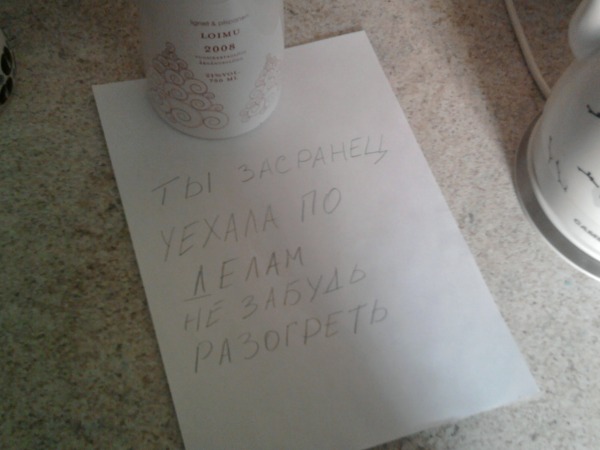 LOIMU
2008
ТЫ ЗАСРАНЕЦ
УЕХАЛА ПО
ДЕЛАМ
НЕ ЗАБУДЬ
РАЗОГРЕТЬ